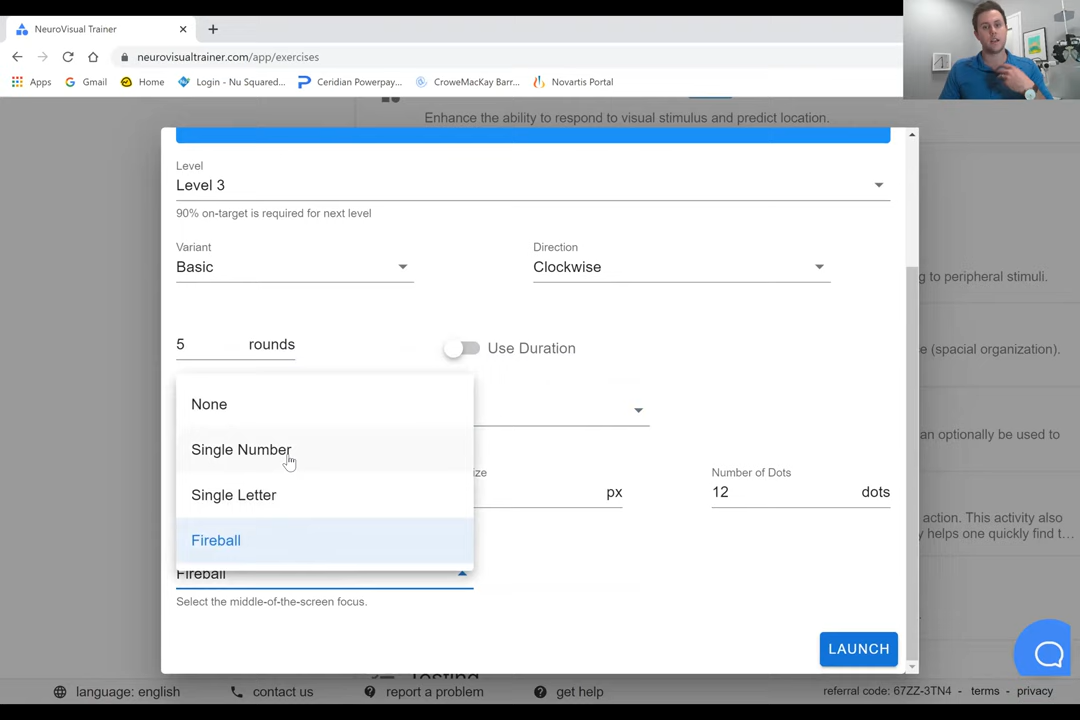 NeuroVisual Trainer
neurovisualtrainer.com/app/exercises
Apps Gmail Home Login - Nu Squared... Ceridian Powerpay... CroweMacKay Barr... Novartis Portal
Enhance the ability to respond to visual stimulus and predict location.
Level
Level 3
90% on-target is required for next level
Variant Direction
Basic Clockwise
g to peripheral stimuli.
5 rounds Use Duration
e (spacial organization).
None
Single Number
an optionally be used to
ize Number of Dots
Single Letter px 12 dots
action. This activity also
y helps one quickly find t...
Fireball
Fireball
Select the middle-of-the-screen focus.
LAUNCH
Testing
language: english contact us report a problem get help referral code: 67ZZ-3TN4 - terms - privacy